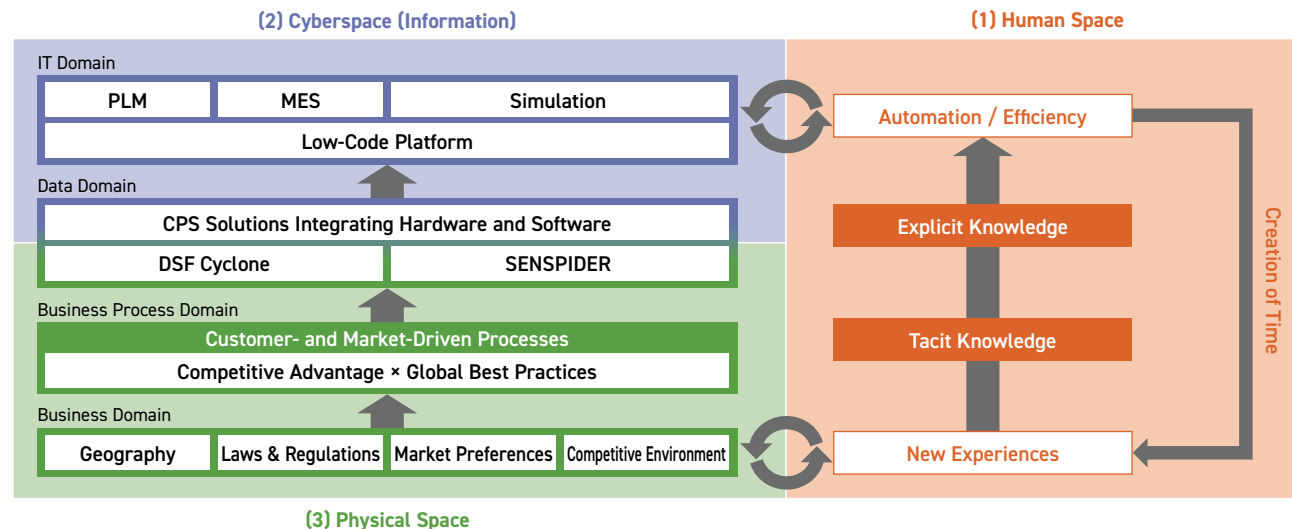 (2) Cyberspace (Information)
(1) Human Space
IT Domain
PLM
MES
Simulation
Low-Code Platform
Automation / Efficiency
Data Domain
CPS Solutions Integrating Hardware and Software
DSF Cyclone
SENSPIDER
Explicit Knowledge
Creation of Time
Business Process Domain
Customer- and Market-Driven Processes
Competitive Advantage × Global Best Practices
Tacit Knowledge
Business Domain
Geography
Laws & Regulations
Market Preferences
Competitive Environment
New Experiences
(3) Physical Space